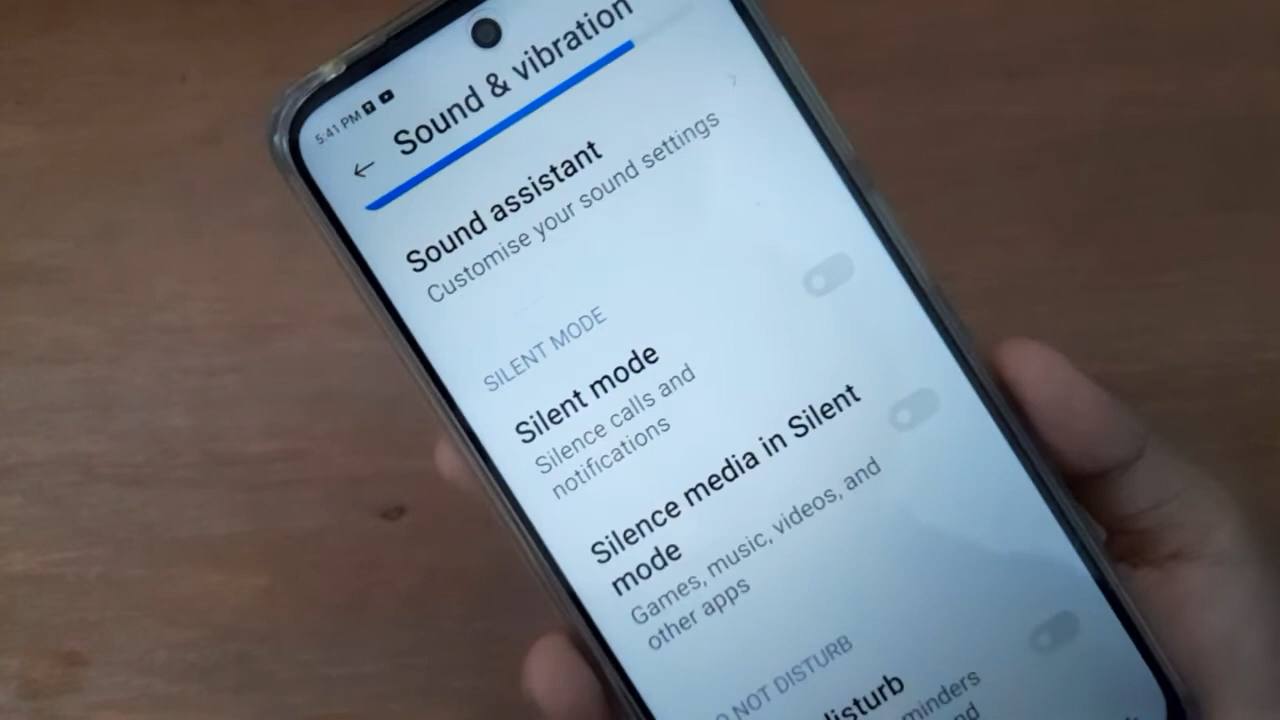 5:41 PM
Sound & vibration
Sound assistant
Customise your sound settings
SILENT MODE
Silent mode
Silence calls and
notifications
Silence media in Silent
mode
Games, music, videos, and
other apps
NOT DISTURB